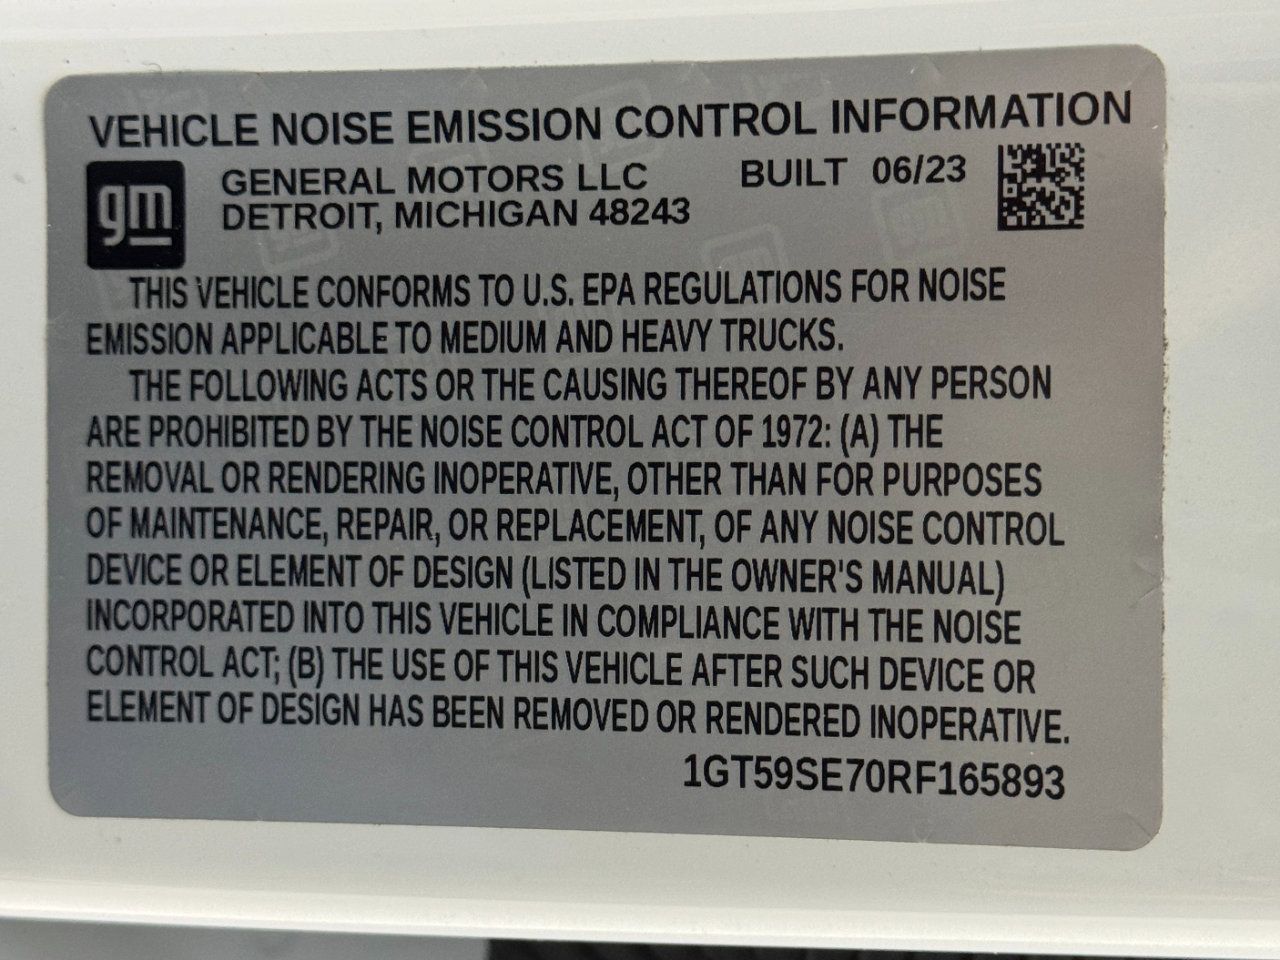 VEHICLE NOISE EMISSION CONTROL INFORMATION
gm
GENERAL MOTORS LLC BUILT 06/23
DETROIT, MICHIGAN 48243
THIS VEHICLE CONFORMS TO U.S. EPA REGULATIONS FOR NOISE
EMISSION APPLICABLE TO MEDIUM AND HEAVY TRUCKS.
THE FOLLOWING ACTS OR THE CAUSING THEREOF BY ANY PERSON
ARE PROHIBITED BY THE NOISE CONTROL ACT OF 1972: (A) THE
REMOVAL OR RENDERING INOPERATIVE, OTHER THAN FOR PURPOSES
OF MAINTENANCE, REPAIR, OR REPLACEMENT, OF ANY NOISE CONTROL
DEVICE OR ELEMENT OF DESIGN (LISTED IN THE OWNER'S MANUAL)
INCORPORATED INTO THIS VEHICLE IN COMPLIANCE WITH THE NOISE
CONTROL ACT; (B) THE USE OF THIS VEHICLE AFTER SUCH DEVICE OR
ELEMENT OF DESIGN HAS BEEN REMOVED OR RENDERED INOPERATIVE.
1GT59SE70RF165893